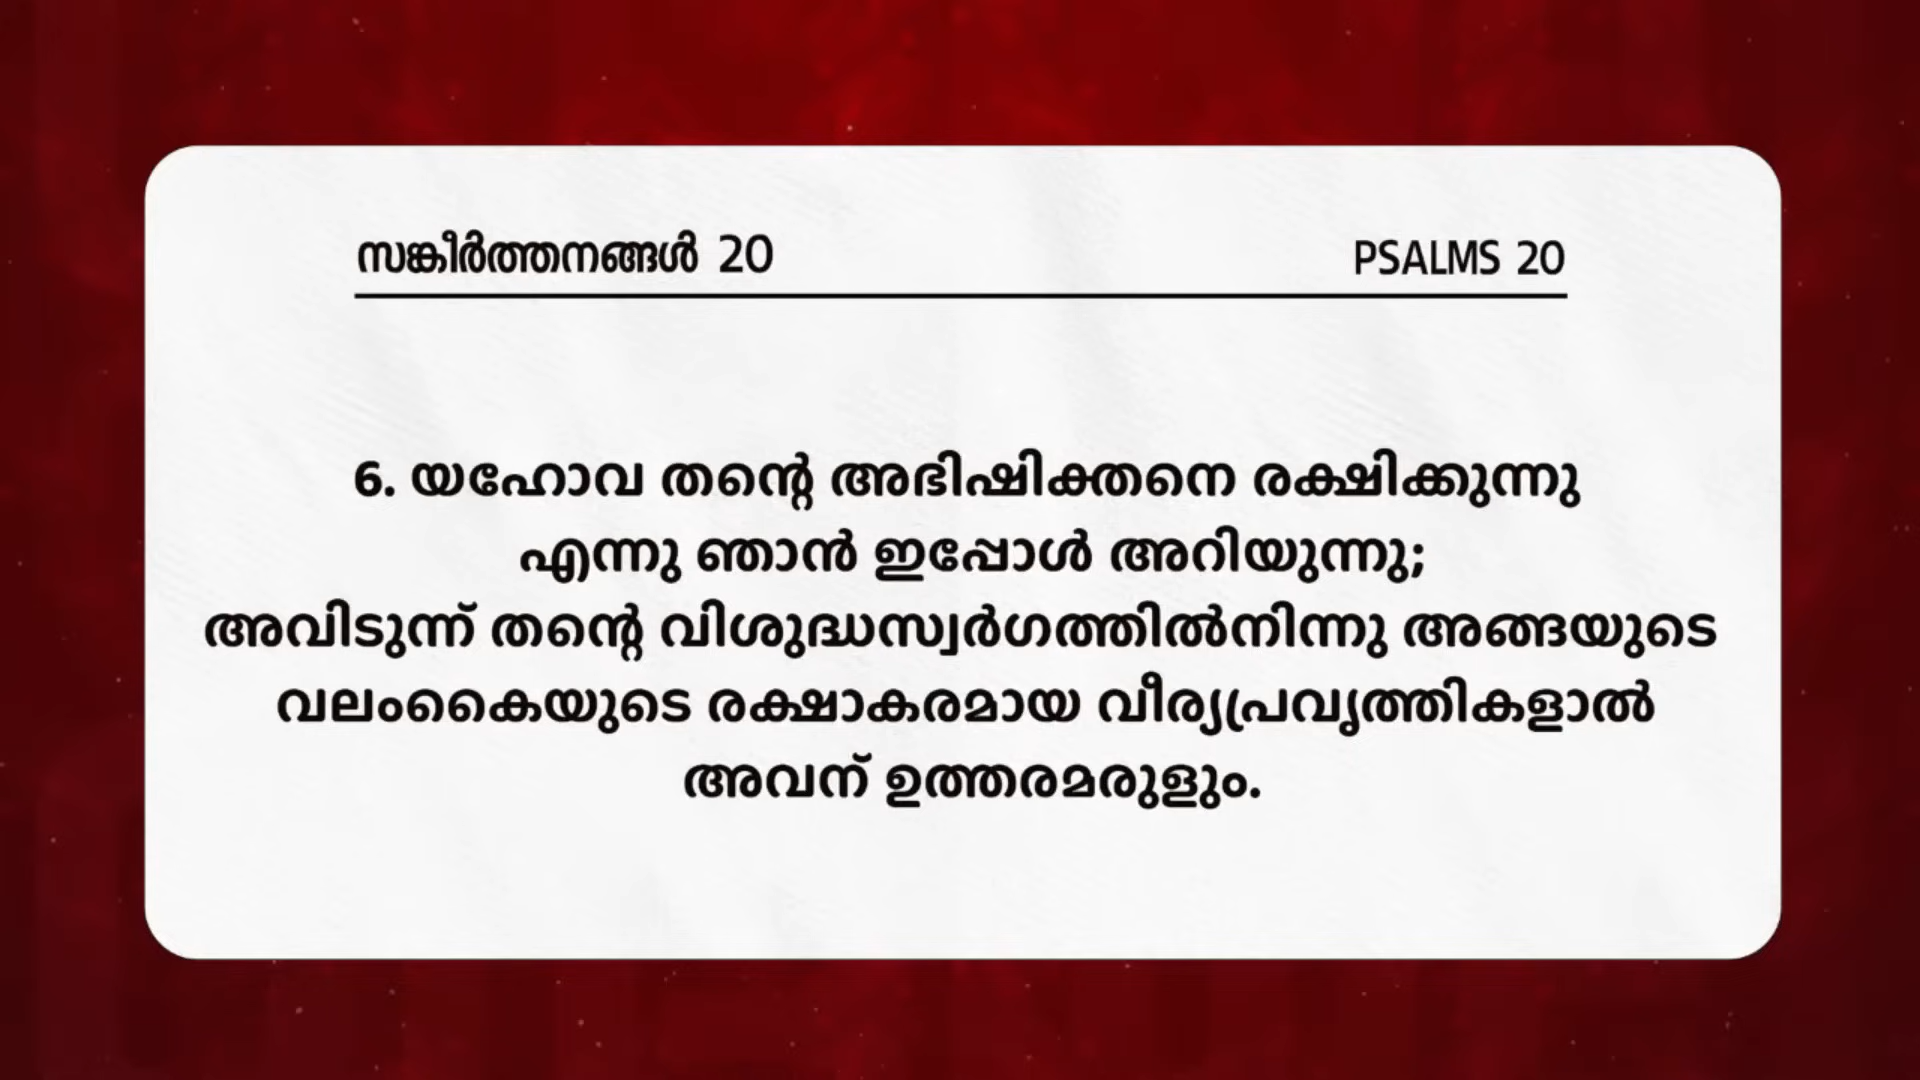 സങ്കീർത്തനങ്ങൾ 20
PSALMS 20
6. യഹോവ തന്റെ അഭിഷിക്തനെ രക്ഷിക്കുന്നു
എന്നു ഞാൻ ഇപ്പോൾ അറിയുന്നു;
അവിടുന്ന് തന്റെ വിശുദ്ധസ്വർഗത്തിൽനിന്നു അങ്ങയുടെ
വലംകൈയുടെ രക്ഷാകരമായ വീര്യപ്രവൃത്തികളാൽ
അവന് ഉത്തരമരുളും.